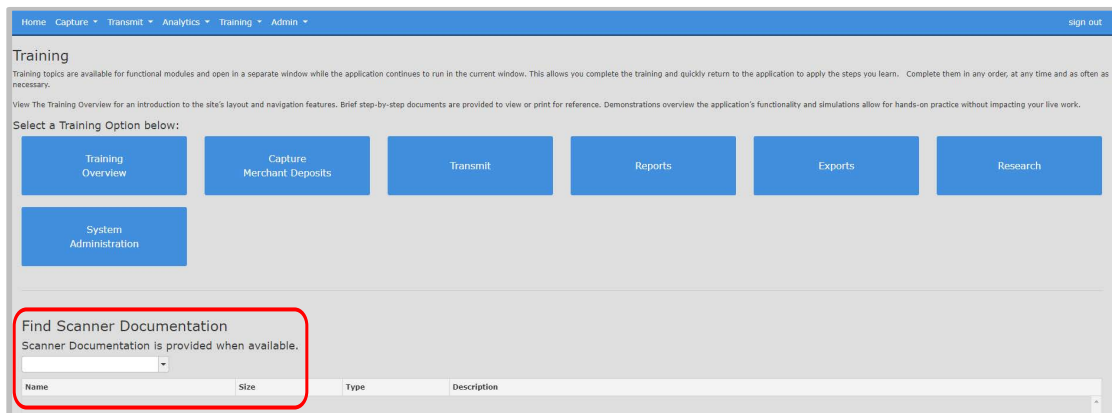 Home Capture Transmit Analytics Training Admin sign out
Training
Training topics are available for functional modules and open in a separate window while the application continues to run in the current window. This allows you complete the training and quickly return to the application to apply the steps you learn. Complete them in any order, at any time and as often as
necessary.
View The Training Overview for an introduction to the site's layout and navigation features. Brief step-by-step documents are provided to view or print for reference. Demonstrations overview the application's functionality and simulations allow for hands-on practice without impacting your live work.
Select a Training Option below:
Training
Overview
Capture
Merchant Deposits
Transmit
Reports
Exports
Research
System
Administration
Find Scanner Documentation
Scanner Documentation is provided when available.
Name Size Type Description